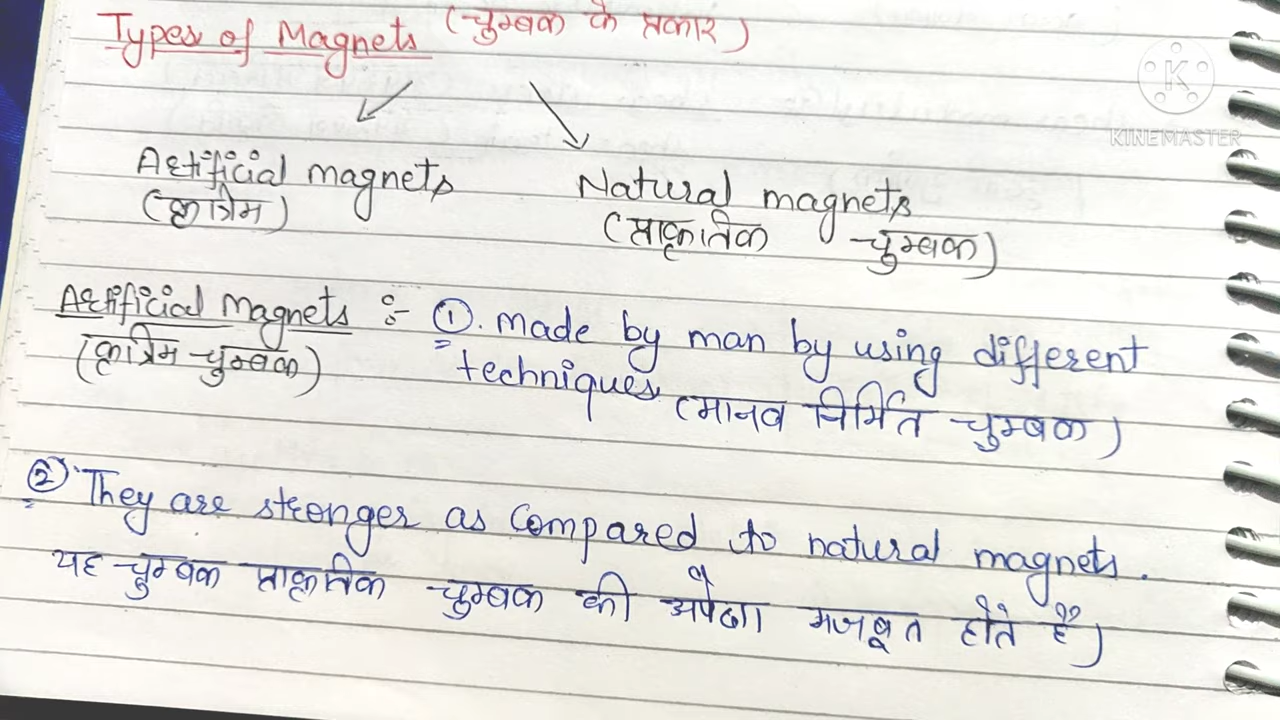 Types of Magnets (चुम्बक के प्रकार)
Artificial magnets Natural magnets
(कृत्रिम) (प्राकृतिक चुम्बक)
Artificial Magnets :- ①. made by man by using different
(कृत्रिम चुम्बक) techniques (मानव निर्मित चुम्बक)
② They are stronger as compared to natural magnets.
यह चुम्बक प्राकृतिक चुम्बक की अपेक्षा मजबूत होते हैं)
K
KINEMASTER